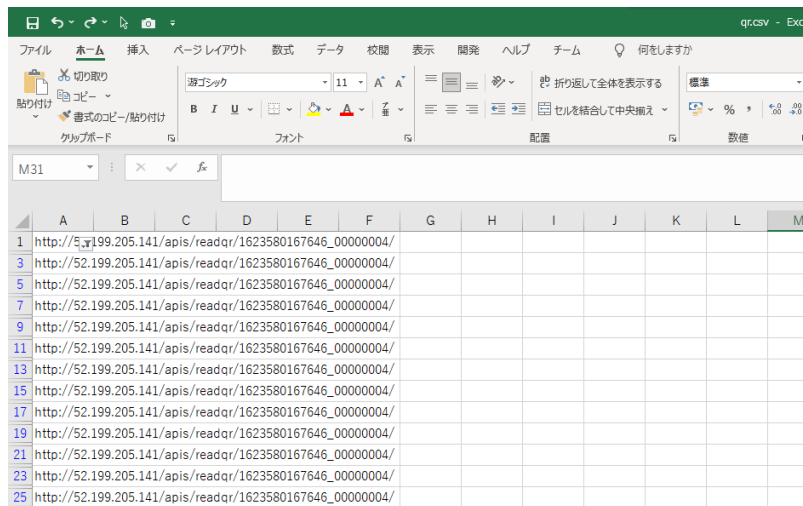 qr.csv - Exc
ファイル ホーム 挿入 ページ レイアウト 数式 データ 校閲 表示 開発 ヘルプ チーム 何をしますか
切り取り
コピー
書式のコピー/貼り付け
貼り付け
クリップボード
游ゴシック 11 A A
B I U A
フォント
ab 折り返して全体を表示する
セルを結合して中央揃え
配置
標準
% , .00
数値
M31 fx
A B C D E F G H I J K L M
1 http://52.199.205.141/apis/readqr/1623580167646_00000004/
3 http://52.199.205.141/apis/readqr/1623580167646_00000004/
5 http://52.199.205.141/apis/readqr/1623580167646_00000004/
7 http://52.199.205.141/apis/readqr/1623580167646_00000004/
9 http://52.199.205.141/apis/readqr/1623580167646_00000004/
11 http://52.199.205.141/apis/readqr/1623580167646_00000004/
13 http://52.199.205.141/apis/readqr/1623580167646_00000004/
15 http://52.199.205.141/apis/readqr/1623580167646_00000004/
17 http://52.199.205.141/apis/readqr/1623580167646_00000004/
19 http://52.199.205.141/apis/readqr/1623580167646_00000004/
21 http://52.199.205.141/apis/readqr/1623580167646_00000004/
23 http://52.199.205.141/apis/readqr/1623580167646_00000004/
25 http://52.199.205.141/apis/readqr/1623580167646_00000004/